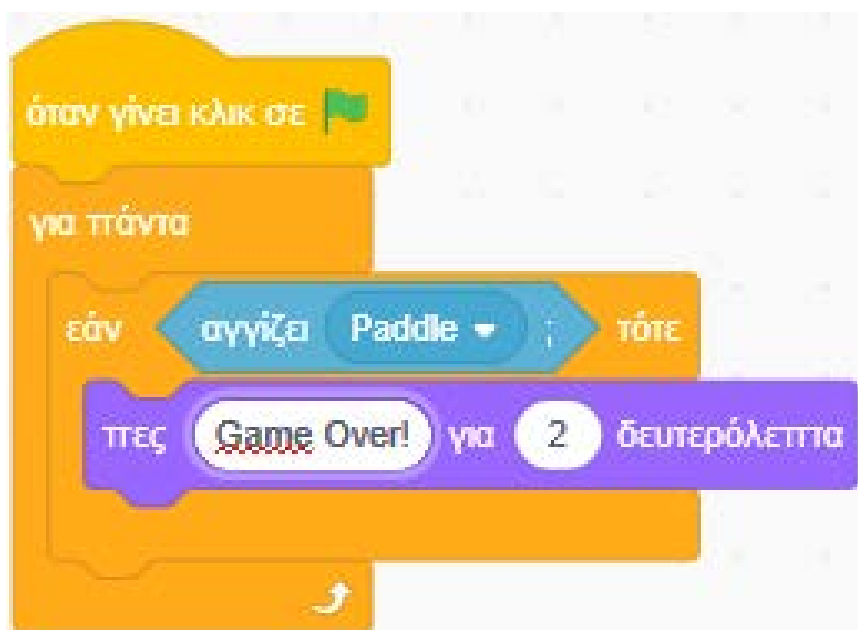 όταν γίνει κλικ σε
για πάντα
εάν αγγίζει Paddle ; τότε
πες Game Over! για 2 δευτερόλεπτα